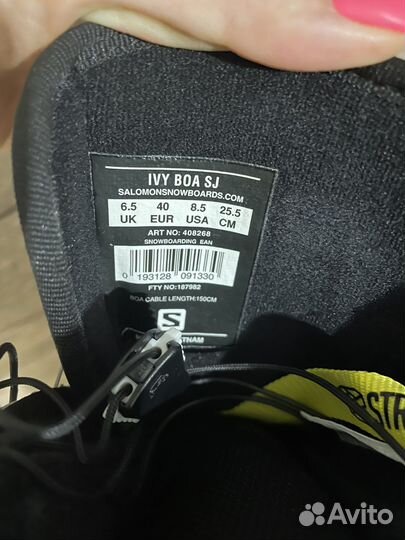 IVY BOA SJ
SALOMONSNOWBOARDS.COM
6.5 40 8.5 25.5
UK EUR USA CM
ART NO: 408268
SNOWBOARDING EAN
0 193128 091330
FTY NO:187982
BOA CABLE LENGTH:150CM
S
TNAM
STR
Avito